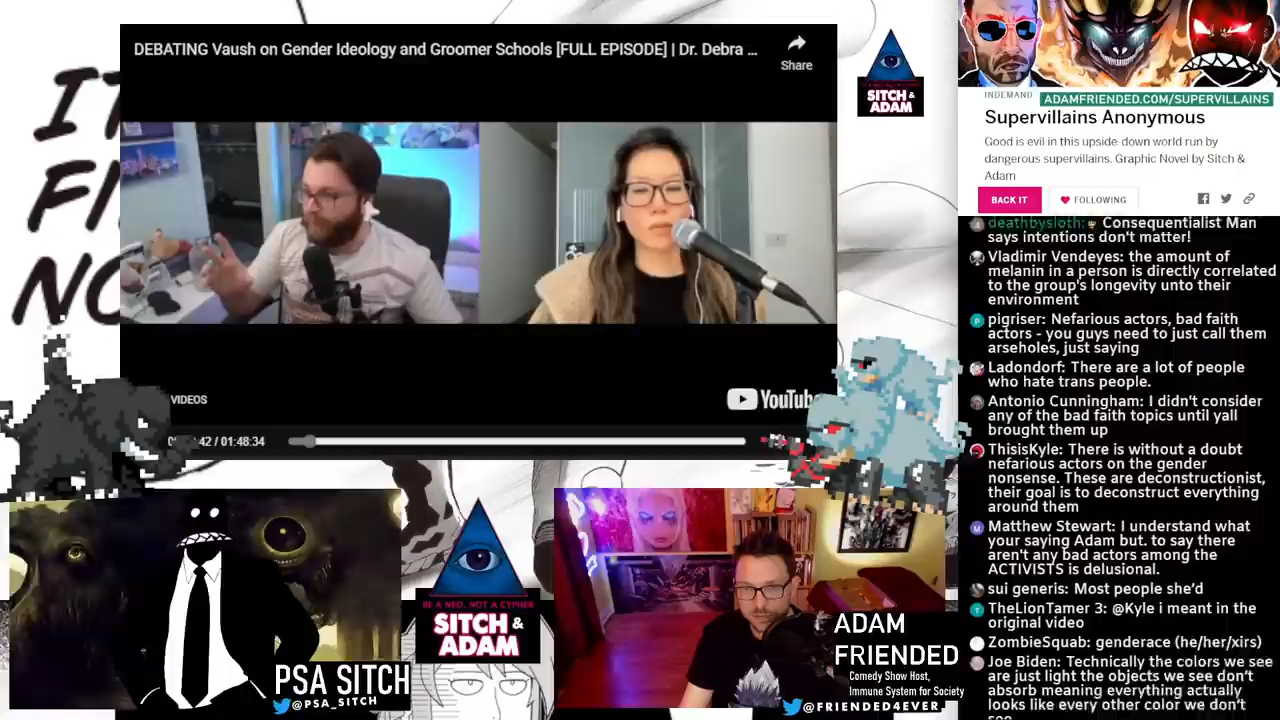 DEBATING Vaush on Gender Ideology and Groomer Schools [FULL EPISODE] | Dr. Debra ...
Share
SITCH &
ADAM
VIDEOS
42 / 01:48:34
YouTube
INDEMAND
ADAMFRIENDED.COM/SUPERVILLAINS
Supervillains Anonymous
Good is evil in this upside-down world run by
dangerous supervillains. Graphic Novel by Sitch &
Adam
BACK IT
FOLLOWING
deathbysloth: Consequentialist Man
says intentions don't matter!
Vladimir Vendeyes: the amount of
melanin in a person is directly correlated
to the group's longevity unto their
environment
pigriser: Nefarious actors, bad faith
actors - you guys need to just call them
arseholes, just saying
Ladondorf: There are a lot of people
who hate trans people.
Antonio Cunningham: I didn't consider
any of the bad faith topics until yall
brought them up
ThisisKyle: There is without a doubt
nefarious actors on the gender
nonsense. These are deconstructionist,
their goal is to deconstruct everything
around them
Matthew Stewart: I understand what
your saying Adam but. to say there
aren't any bad actors among the
ACTIVISTS is delusional.
sui generis: Most people she'd
TheLionTamer 3: @Kyle i meant in the
original video
ZombieSquab: genderace (he/her/xirs)
Joe Biden: Technically the colors we see
are just light the objects we see don't
absorb meaning everything actually
looks like every other color we don't
BE A NEO, NOT A CYPHER
SITCH &
ADAM
PSA SITCH
@PSA_SITCH
ADAM
FRIENDED
Comedy Show Host,
Immune System for Society
@FRIENDED4EVER